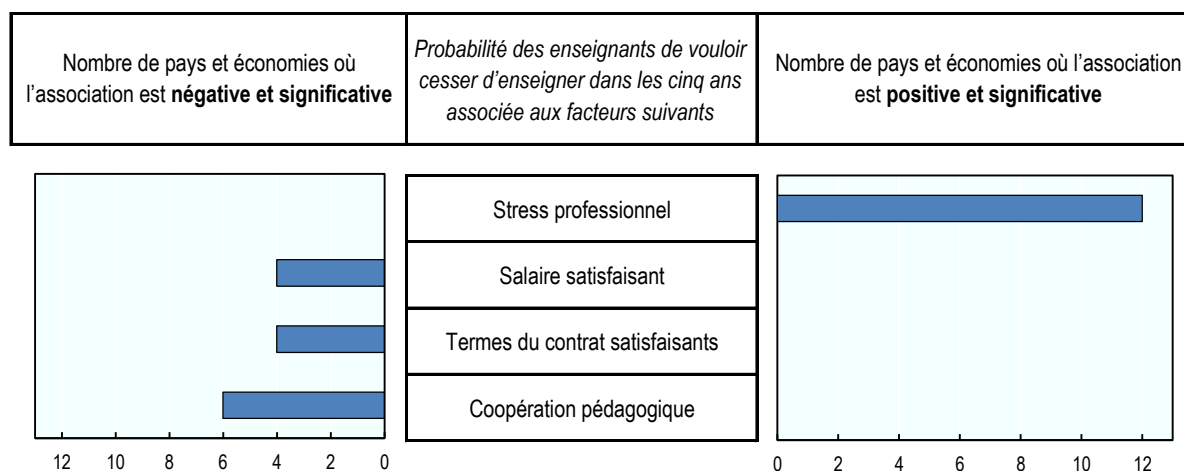 Nombre de pays et économies où
l'association est négative et significative
Probabilité des enseignants de vouloir
cesser d'enseigner dans les cinq ans
associée aux facteurs suivants
Nombre de pays et économies où l'association
est positive et significative
Stress professionnel
Salaire satisfaisant
Termes du contrat satisfaisants
Coopération pédagogique
12 10 8 6 4 2 0
0 2 4 6 8 10 12